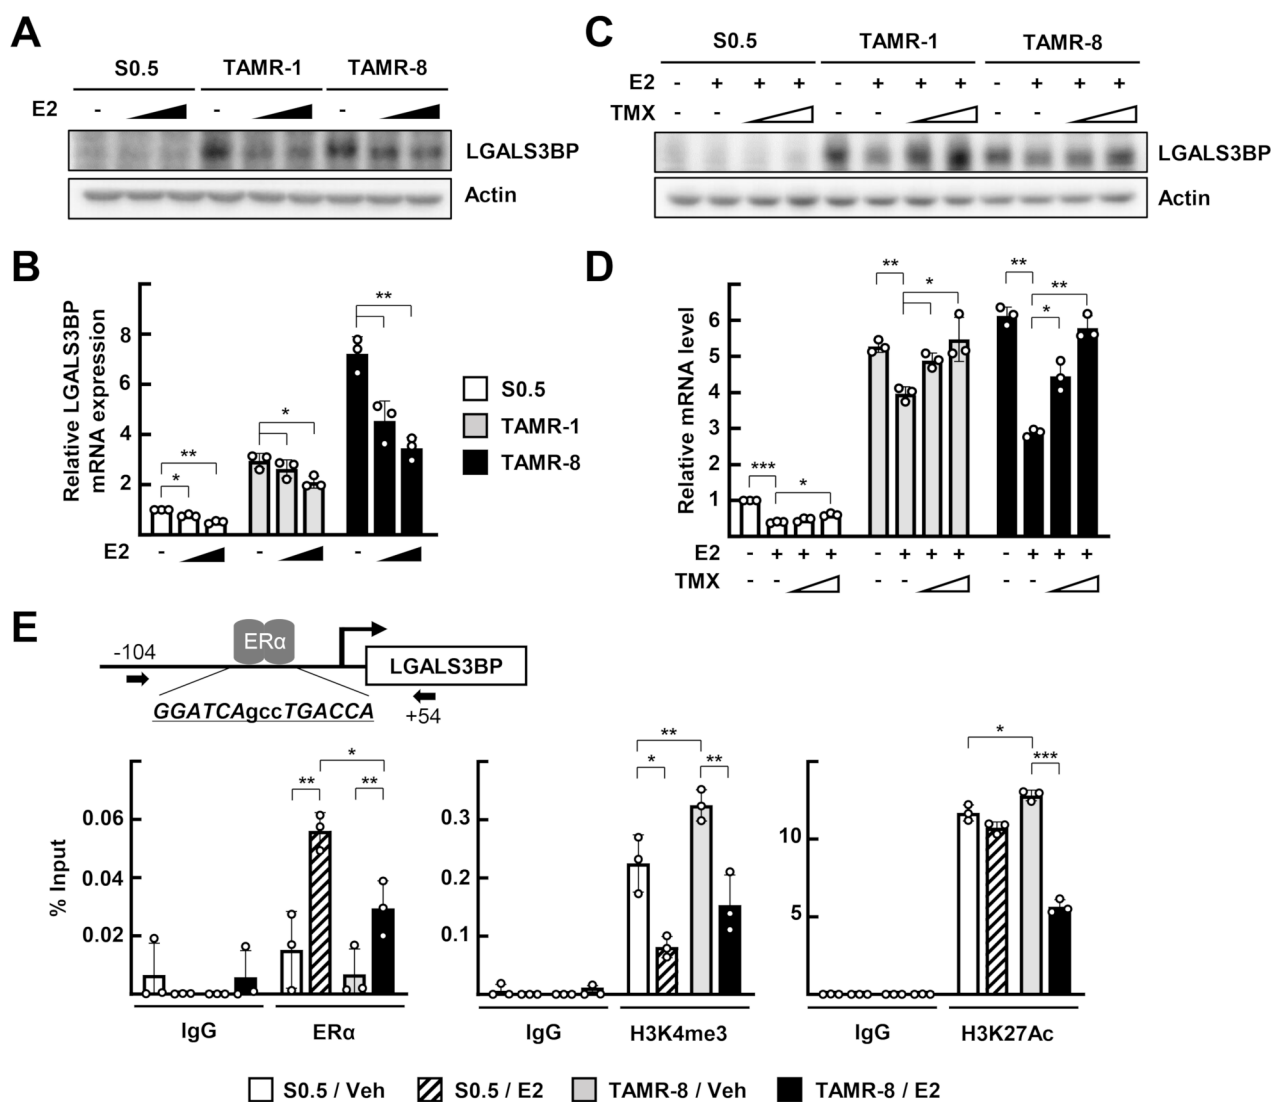 A
S0.5 TAMR-1 TAMR-8
E2 - - -
LGALS3BP
Actin
B
Relative LGALS3BP
mRNA expression
8
6
4
2
** * * **
E2 - - -
S0.5
TAMR-1
TAMR-8
C
S0.5 TAMR-1 TAMR-8
E2 - + + + - + + + - + + +
TMX - - - - - -
LGALS3BP
Actin
D
Relative mRNA level
6
5
4
3
2
1
*** * ** * ** * **
E2 - + + + - + + + - + + +
TMX - - - - - -
E
-104
ERα
LGALS3BP
GGATCAgccTGACCA
+54
% Input
0.06
0.04
0.02
** * **
IgG ERα
0.3
0.2
0.1
** * **
IgG H3K4me3
10
5
* ***
IgG H3K27Ac
S0.5 / Veh S0.5 / E2 TAMR-8 / Veh TAMR-8 / E2